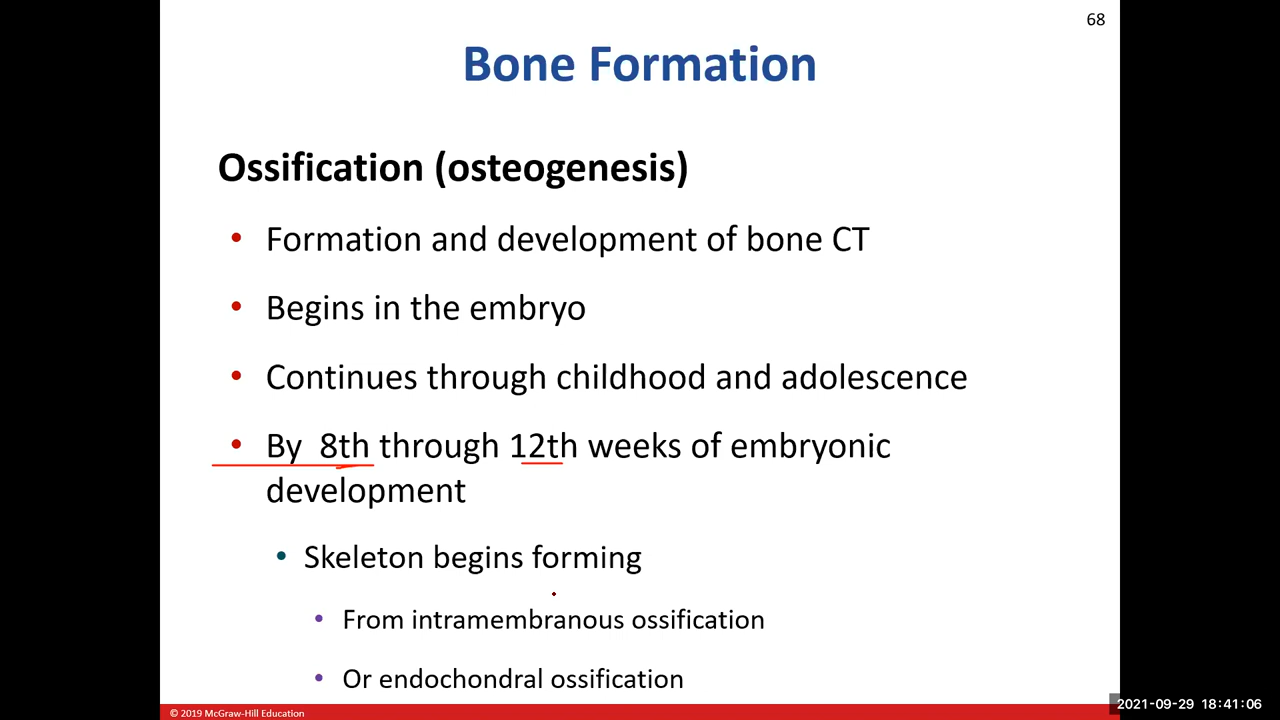 68
Bone Formation
Ossification (osteogenesis)
• Formation and development of bone CT
• Begins in the embryo
• Continues through childhood and adolescence
• By 8th through 12th weeks of embryonic
development
• Skeleton begins forming
• From intramembranous ossification
• Or endochondral ossification
© 2019 McGraw-Hill Education
2021-09-29 18:41:06